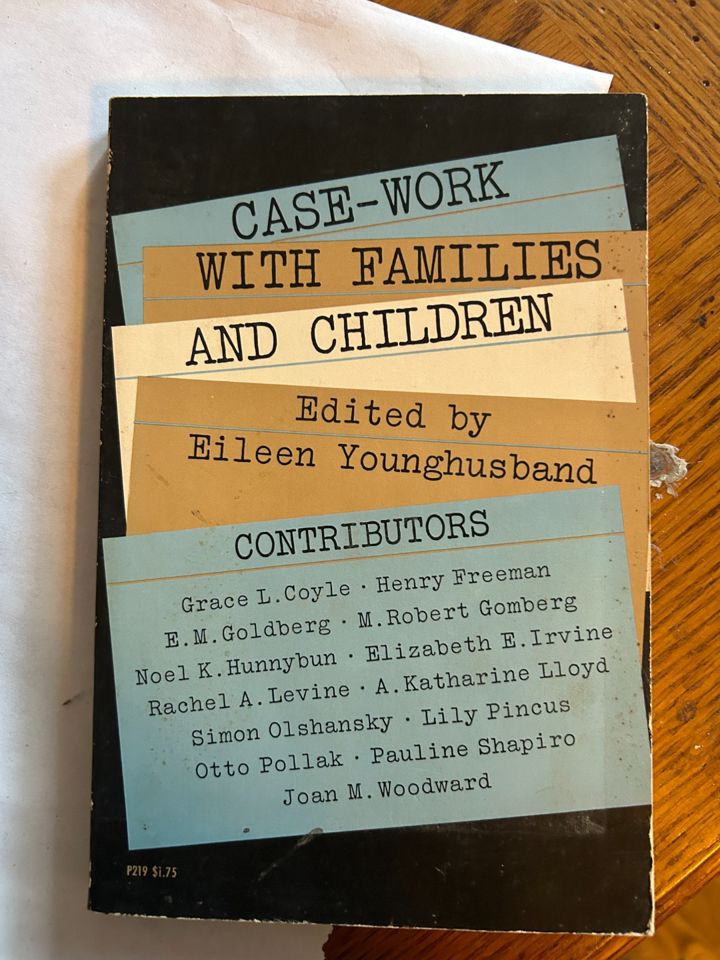 CASE-WORK
WITH FAMILIES
AND CHILDREN
Edited by
Eileen Younghusband
CONTRIBUTORS
Grace L.Coyle · Henry Freeman
E.M.Goldberg · M.Robert Gomberg
Noel K.Hunnybun · Elizabeth E.Irvine
Rachel A.Levine · A.Katharine Lloyd
Simon Olshansky · Lily Pincus
Otto Pollak · Pauline Shapiro
Joan M.Woodward
P219 $1.75